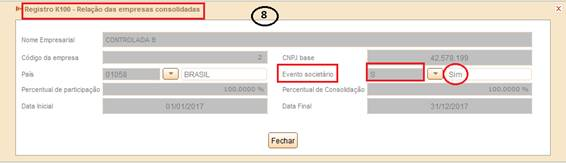 Registro K100 - Relação das empresas consolidadas
8
Nome Empresarial CONTROLADA B
Código da empresa 2 CNPJ base 42.579.199
País 01058 BRASIL Evento societário S Sim
Percentual de participação 100.0000 % Percentual de Consolidação 100.0000 %
Data Inicial 01/01/2017 Data Final 31/12/2017
Fechar